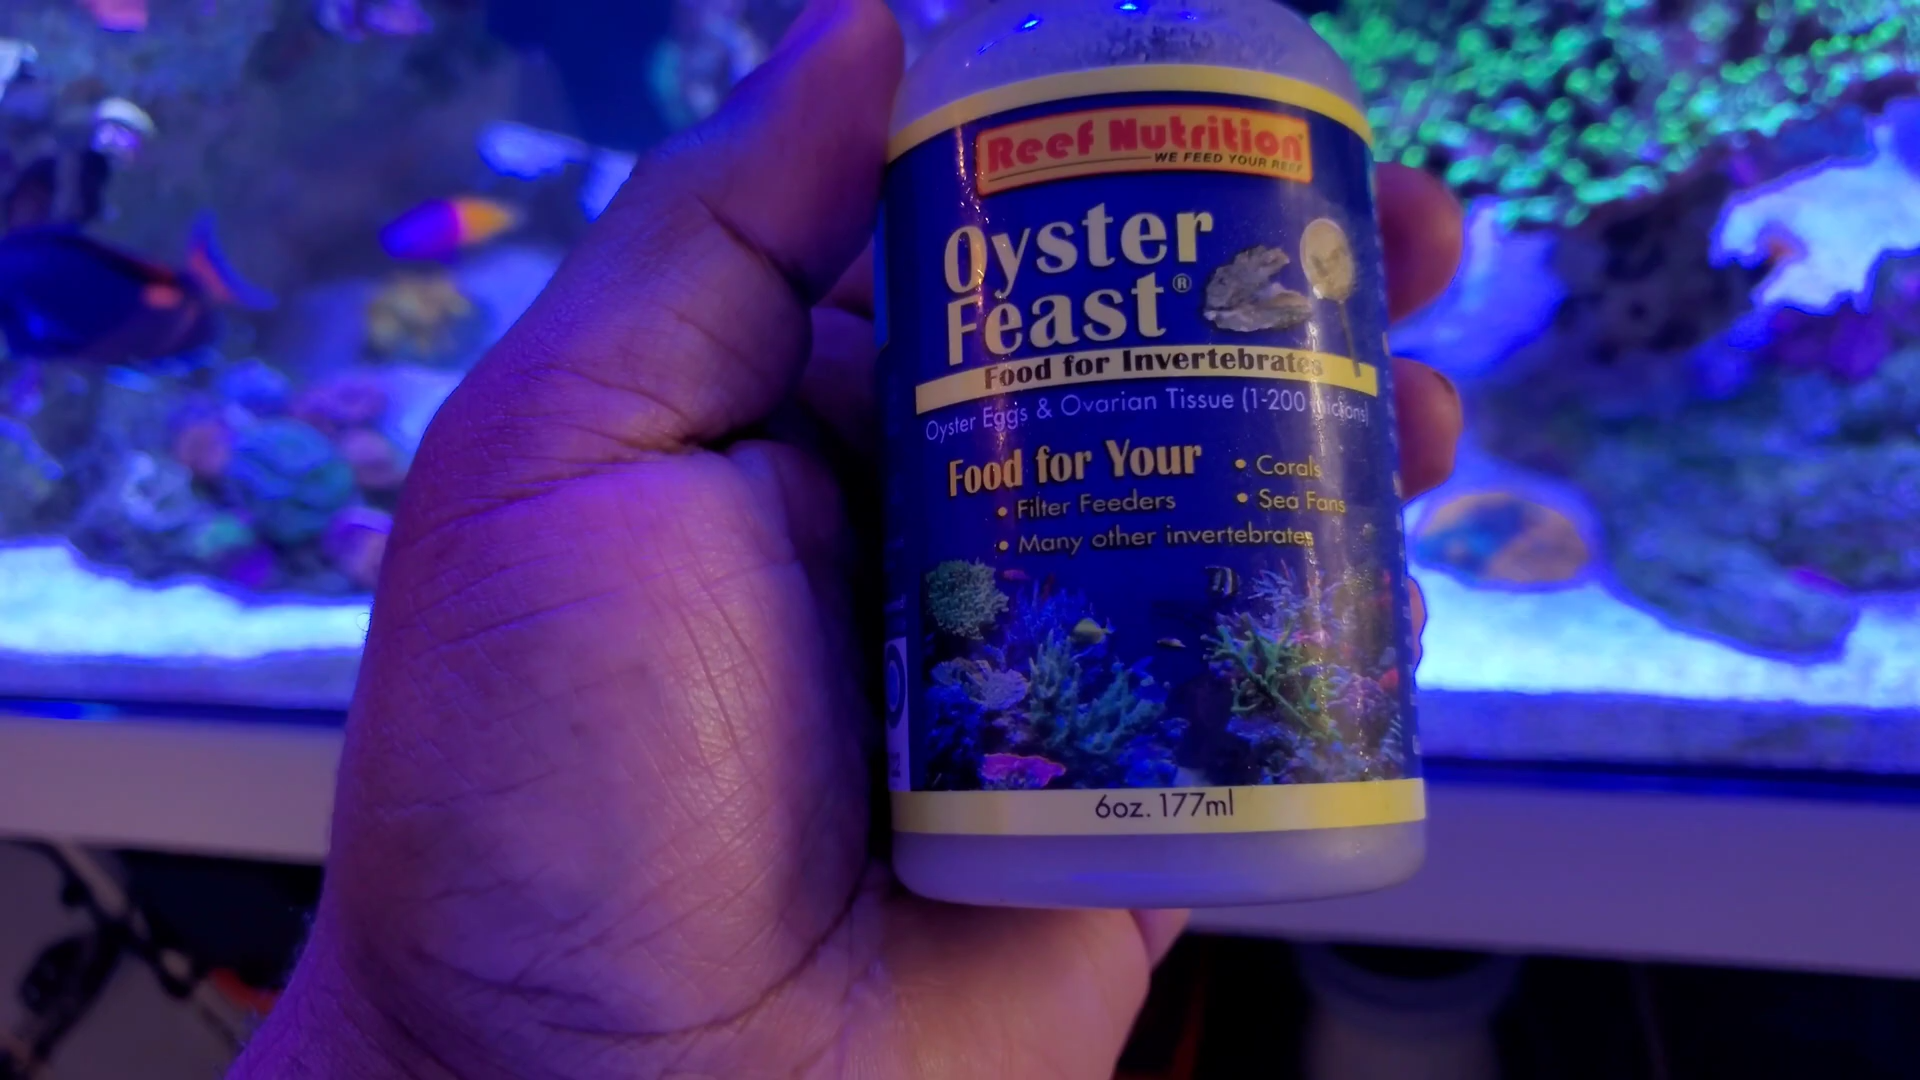 Reef Nutrition
WE FEED YOUR REEF
Oyster
Feast®
Food for Invertebrates
Oyster Eggs & Ovarian Tissue (1-200 microns)
Food for Your
• Corals
• Filter Feeders
• Sea Fans
• Many other invertebrates
6oz. 177ml